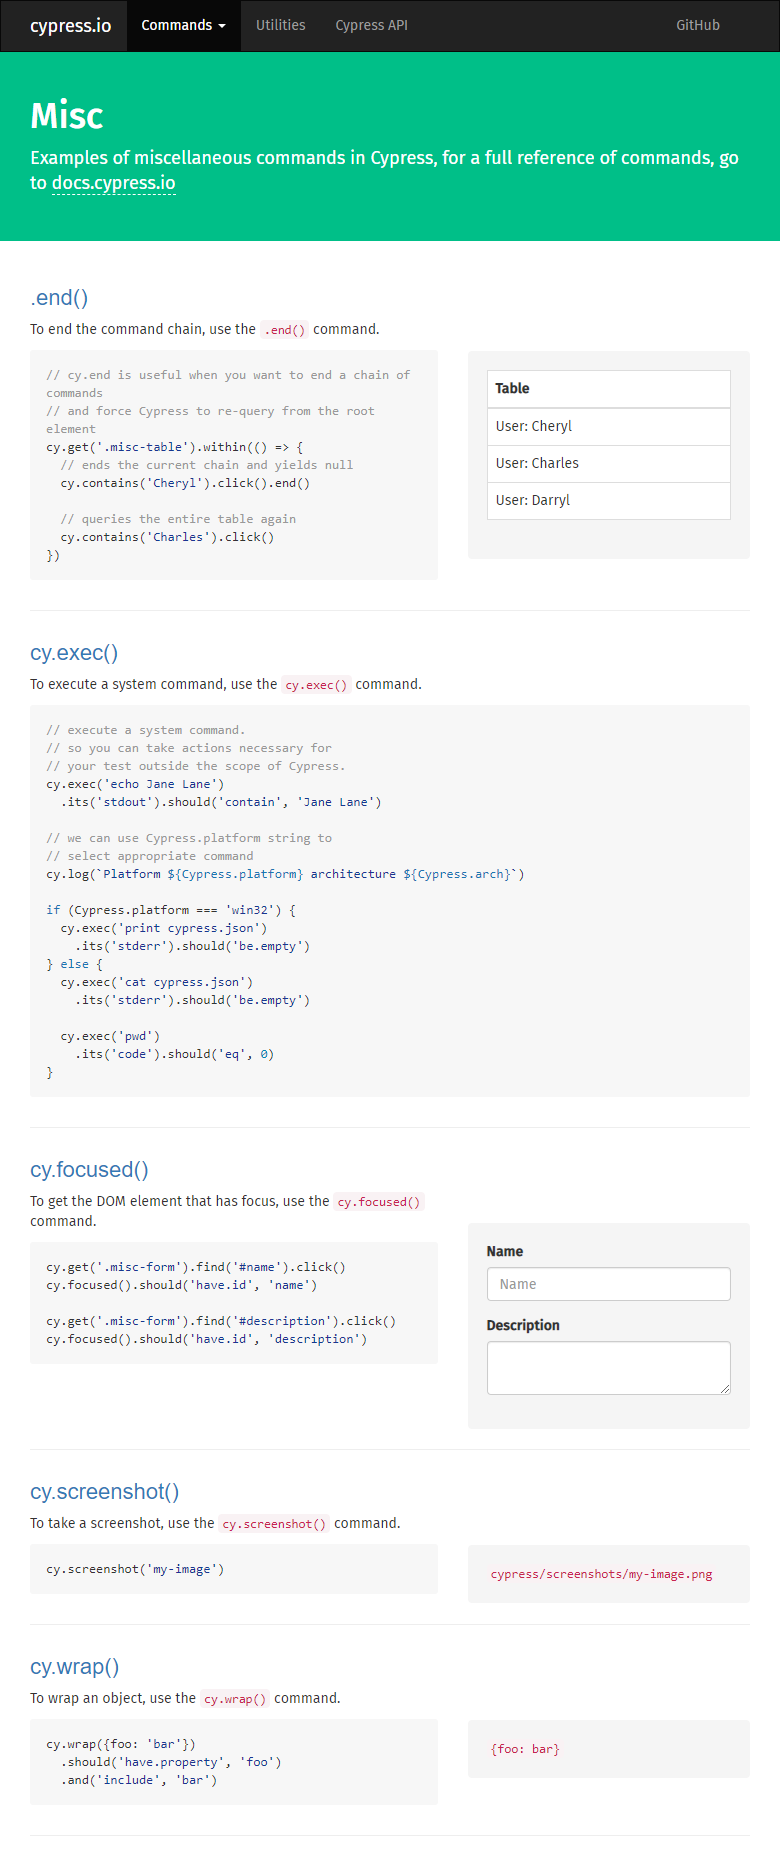 cypress.io Commands Utilities Cypress API GitHub
Misc
Examples of miscellaneous commands in Cypress, for a full reference of commands, go
to docs.cypress.io
.end()
To end the command chain, use the .end() command.
// cy.end is useful when you want to end a chain of
commands
// and force Cypress to re-query from the root
element
cy.get('.misc-table').within(() => {
  // ends the current chain and yields null
  cy.contains('Cheryl').click().end()

  // queries the entire table again
  cy.contains('Charles').click()
})
Table
User: Cheryl
User: Charles
User: Darryl
cy.exec()
To execute a system command, use the cy.exec() command.
// execute a system command.
// so you can take actions necessary for
// your test outside the scope of Cypress.
cy.exec('echo Jane Lane')
  .its('stdout').should('contain', 'Jane Lane')

// we can use Cypress.platform string to
// select appropriate command
cy.log(`Platform ${Cypress.platform} architecture ${Cypress.arch}`)

if (Cypress.platform === 'win32') {
  cy.exec('print cypress.json')
    .its('stderr').should('be.empty')
} else {
  cy.exec('cat cypress.json')
    .its('stderr').should('be.empty')

  cy.exec('pwd')
    .its('code').should('eq', 0)
}
cy.focused()
To get the DOM element that has focus, use the cy.focused()
command.
cy.get('.misc-form').find('#name').click()
cy.focused().should('have.id', 'name')

cy.get('.misc-form').find('#description').click()
cy.focused().should('have.id', 'description')
Name
Name
Description
cy.screenshot()
To take a screenshot, use the cy.screenshot() command.
cy.screenshot('my-image')
cypress/screenshots/my-image.png
cy.wrap()
To wrap an object, use the cy.wrap() command.
cy.wrap({foo: 'bar'})
  .should('have.property', 'foo')
  .and('include', 'bar')
{foo: bar}